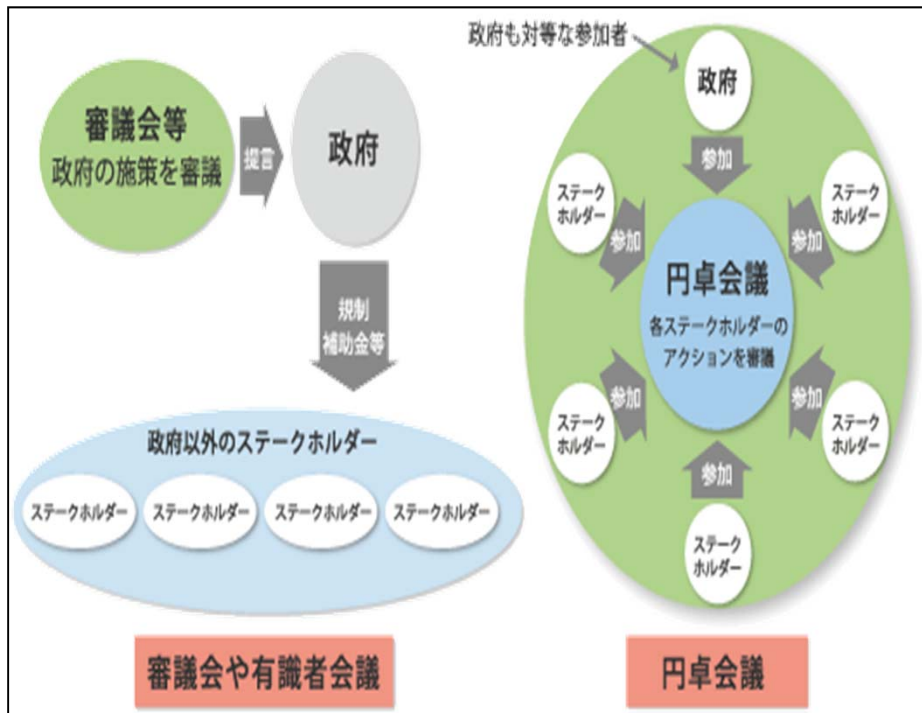 審議会等
政府の施策を審議
提言
政府
規制
補助金等
政府以外のステークホルダー
ステークホルダー
ステークホルダー
ステークホルダー
ステークホルダー
審議会や有識者会議
政府も対等な参加者
政府
参加
ステーク
ホルダー
参加
ステーク
ホルダー
参加
円卓会議
各ステークホルダーの
アクションを審議
ステーク
ホルダー
参加
ステーク
ホルダー
参加
参加
ステーク
ホルダー
円卓会議